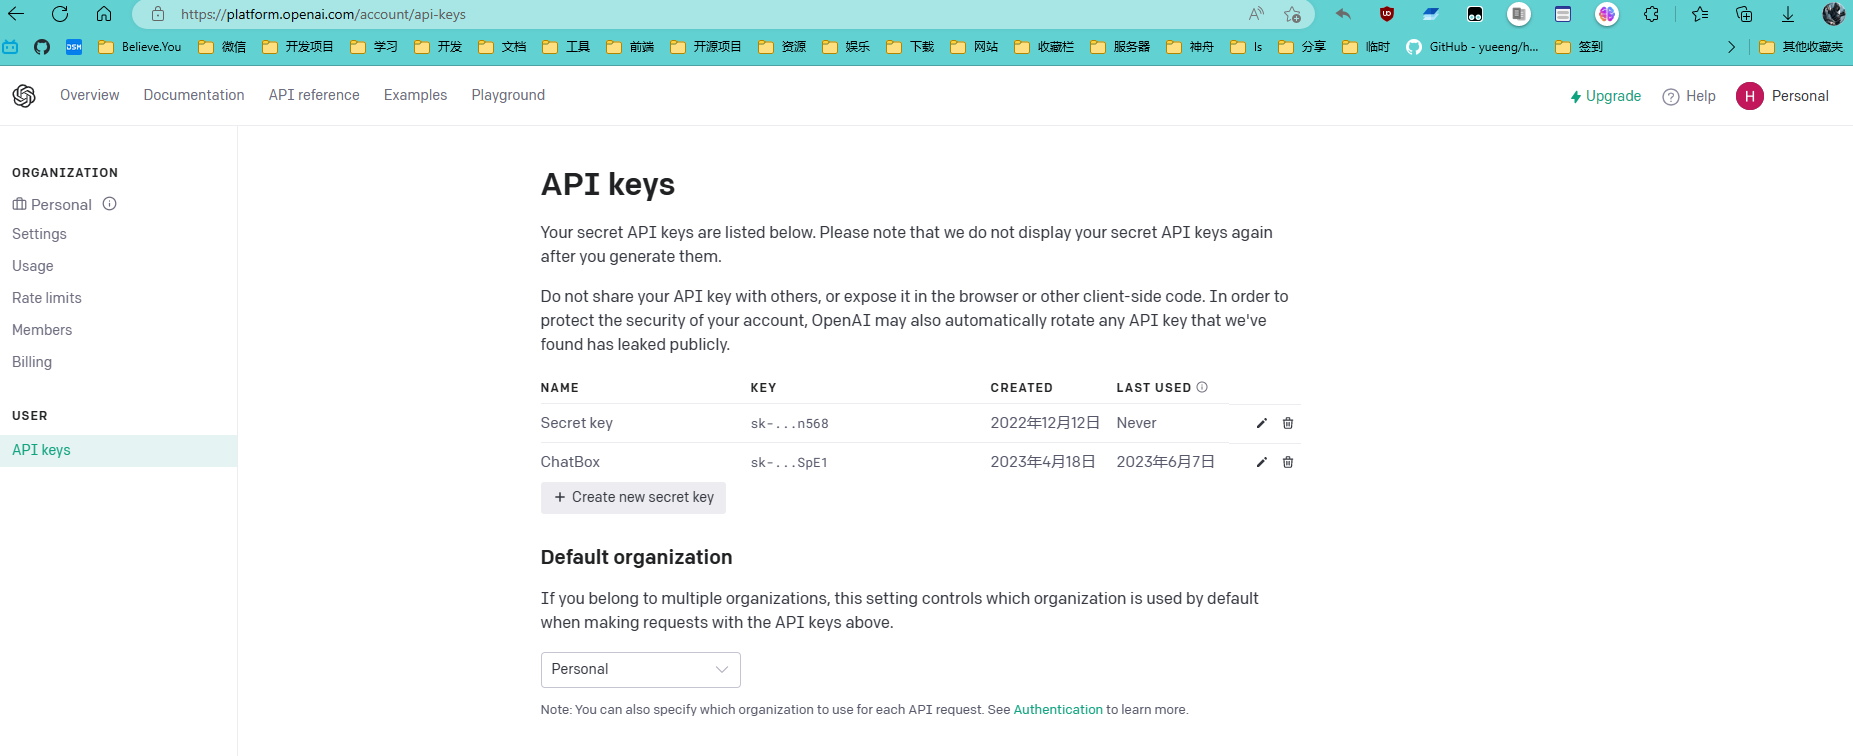 https://platform.openai.com/account/api-keys
Believe.You 微信 开发项目 学习 开发 文档 工具 前端 开源项目 资源 娱乐 下载 网站 收藏栏 服务器 神舟 ls 分享 临时 GitHub - yueeng/h... 签到 其他收藏夹
Overview Documentation API reference Examples Playground Upgrade Help H Personal
ORGANIZATION
Personal
Settings
Usage
Rate limits
Members
Billing
USER
API keys
API keys
Your secret API keys are listed below. Please note that we do not display your secret API keys again
after you generate them.
Do not share your API key with others, or expose it in the browser or other client-side code. In order to
protect the security of your account, OpenAI may also automatically rotate any API key that we've
found has leaked publicly.
NAME KEY CREATED LAST USED
Secret key sk-...n568 2022年12月12日 Never
ChatBox sk-...SpE1 2023年4月18日 2023年6月7日
+ Create new secret key
Default organization
If you belong to multiple organizations, this setting controls which organization is used by default
when making requests with the API keys above.
Personal
Note: You can also specify which organization to use for each API request. See Authentication to learn more.